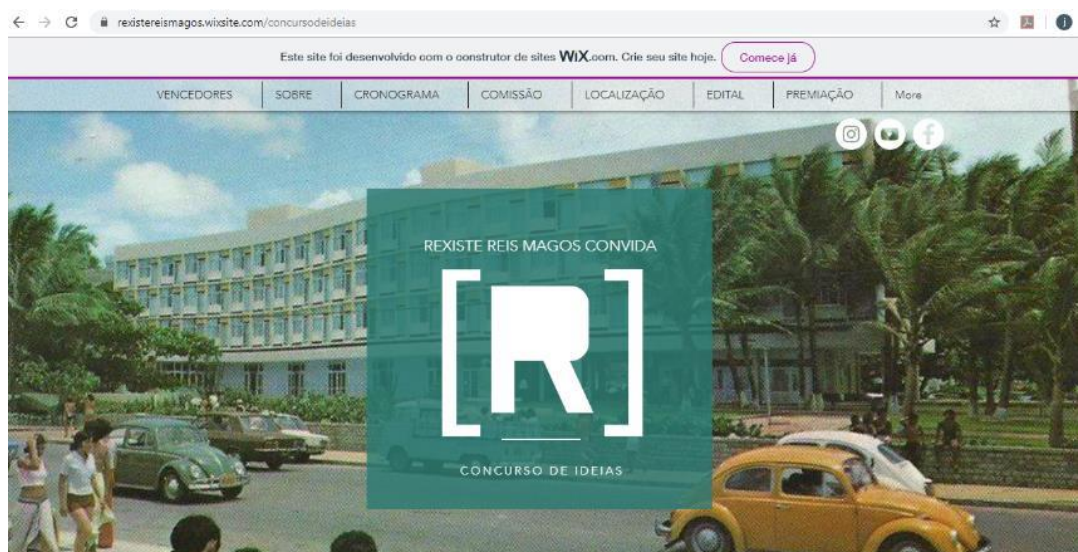 rexistereismagos.wixsite.com/concursodeideias
Este site foi desenvolvido com o construtor de sites WiX.com. Crie seu site hoje. Comece já
VENCEDORES SOBRE CRONOGRAMA COMISSÃO LOCALIZAÇÃO EDITAL PREMIAÇÃO More
REXISTE REIS MAGOS CONVIDA
[R]
CONCURSO DE IDEIAS